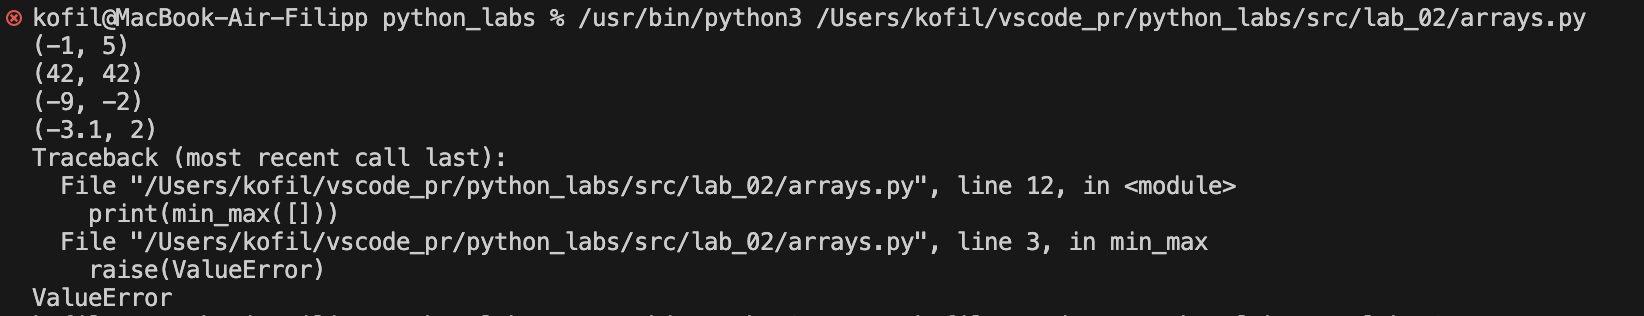 kofil@MacBook-Air-Filipp python_labs % /usr/bin/python3 /Users/kofil/vscode_pr/python_labs/src/lab_02/arrays.py
(-1, 5)
(42, 42)
(-9, -2)
(-3.1, 2)
Traceback (most recent call last):
  File "/Users/kofil/vscode_pr/python_labs/src/lab_02/arrays.py", line 12, in <module>
    print(min_max([]))
  File "/Users/kofil/vscode_pr/python_labs/src/lab_02/arrays.py", line 3, in min_max
    raise(ValueError)
ValueError